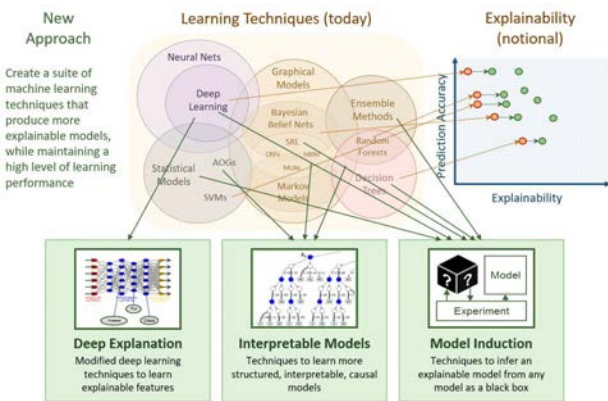 New
Approach
Create a suite of
machine learning
techniques that
produce more
explainable models,
while maintaining a
high level of learning
performance
Learning Techniques (today)
Neural Nets
Graphical
Models
Deep
Learning
Ensemble
Methods
Bayesian
Belief Nets
SRL
Random
Forests
CRFs
HBNs
AOGs
MLNs
Statistical
Models
Decision
Trees
Markov
Models
SVMs
Explainability
(notional)
Prediction Accuracy
Explainability
Deep Explanation
Modified deep learning
techniques to learn
explainable features
Interpretable Models
Techniques to learn more
structured, interpretable, causal
models
? ?
Model
Experiment
Model Induction
Techniques to infer an
explainable model from any
model as a black box